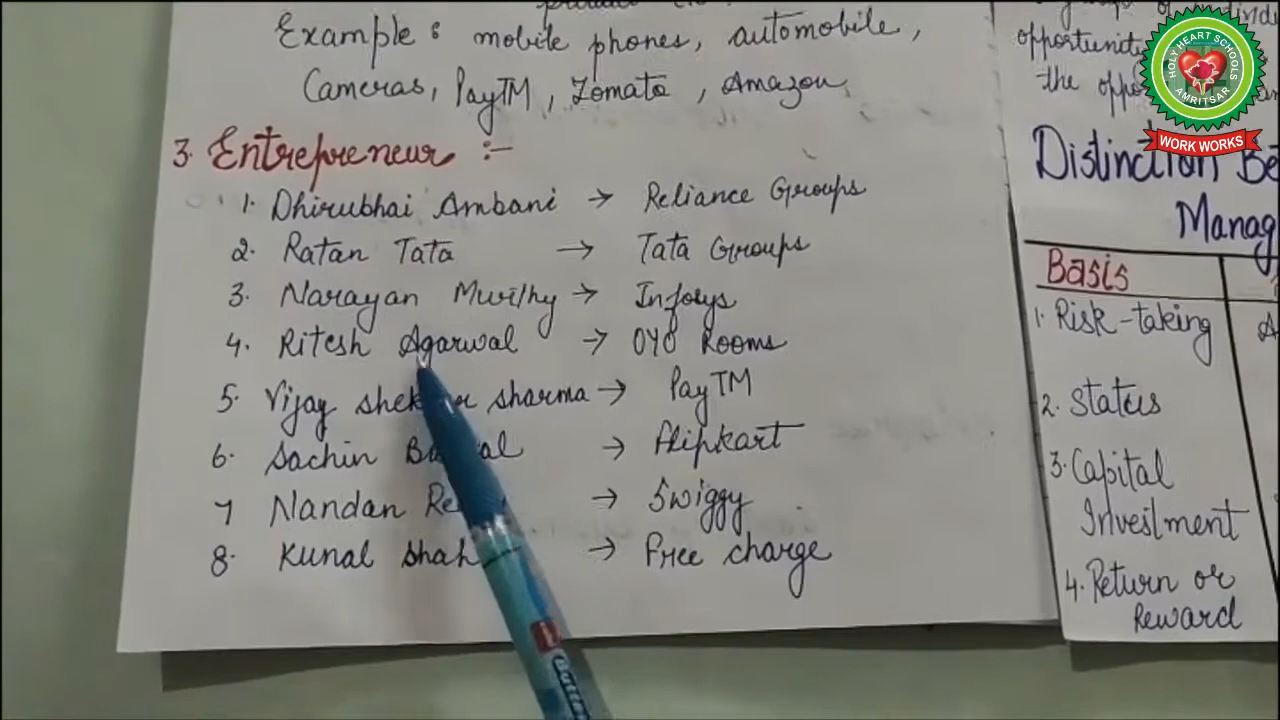 Example : mobile phones, automobile,
Cameras, PayTM, Zomato, Amazon
3. Entrepreneur :-
1. Dhirubhai Ambani → Reliance Groups
2. Ratan Tata → Tata Groups
3. Narayan Murthy → Infosys
4. Ritesh Agarwal → OYO Rooms
5. Vijay sharma → PayTM
6. Sachin → Flipkart
7 Nandan → Swiggy
8. Kunal Shah → Free charge
opportunity
the
Distinction
Basis
1. Risk-taking
2. Status
3. Capital
Investment
4. Return or
Reward
HOLY HEART SCHOOLS
AMRITSAR
WORK WORKS